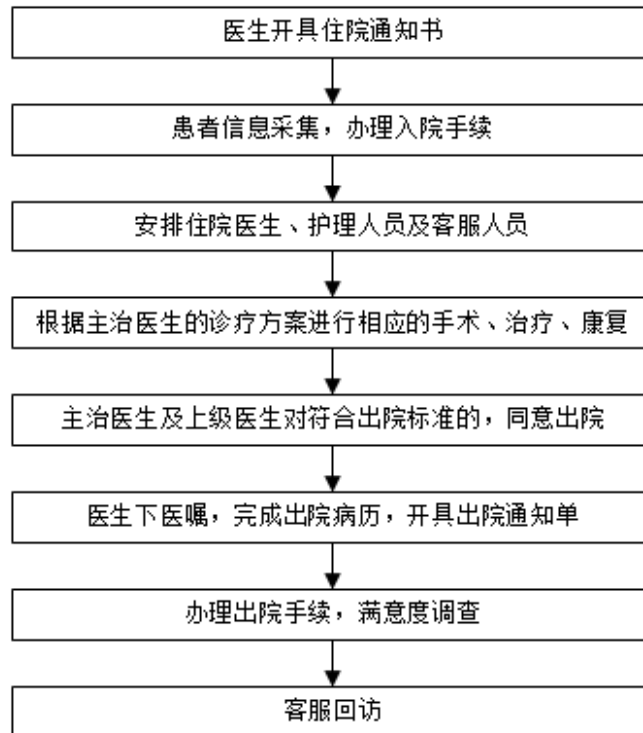 医生开具住院通知书
患者信息采集，办理入院手续
安排住院医生、护理人员及客服人员
根据主治医生的诊疗方案进行相应的手术、治疗、康复
主治医生及上级医生对符合出院标准的，同意出院
医生下医嘱，完成出院病历，开具出院通知单
办理出院手续，满意度调查
客服回访